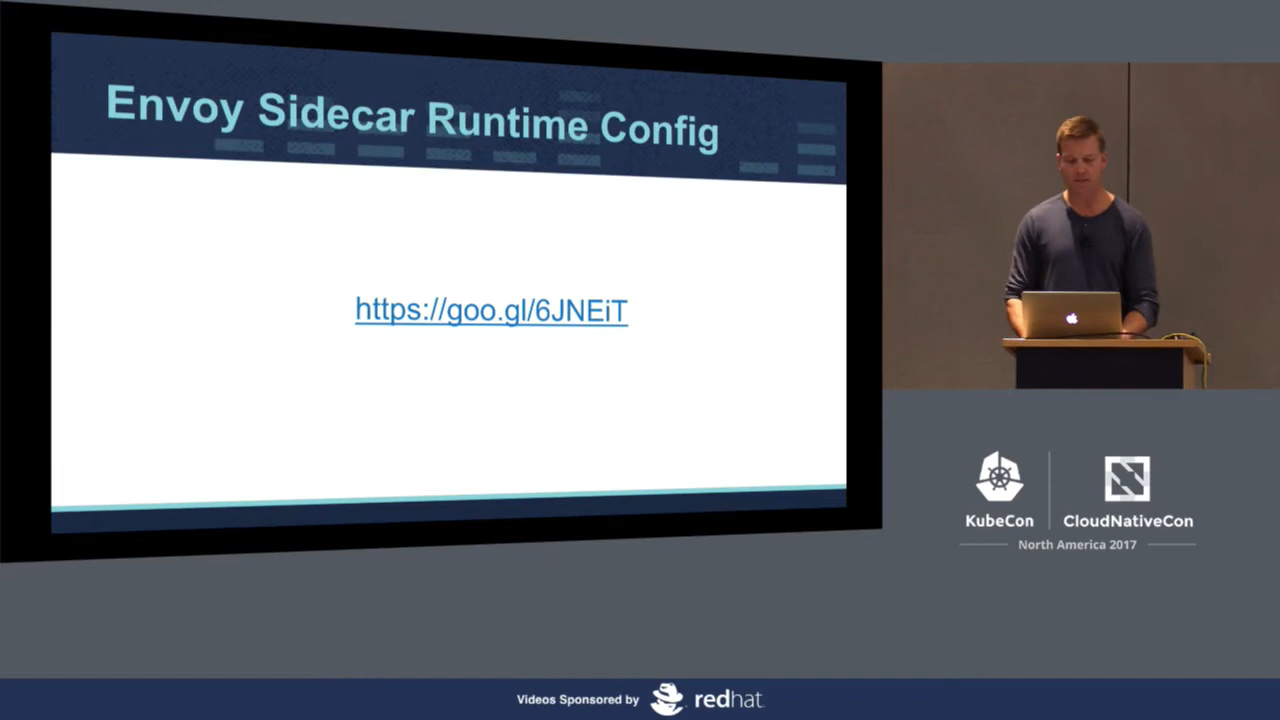 Envoy Sidecar Runtime Config
https://goo.gl/6JNEiT
KubeCon
CloudNativeCon
North America 2017
Videos Sponsored by
redhat